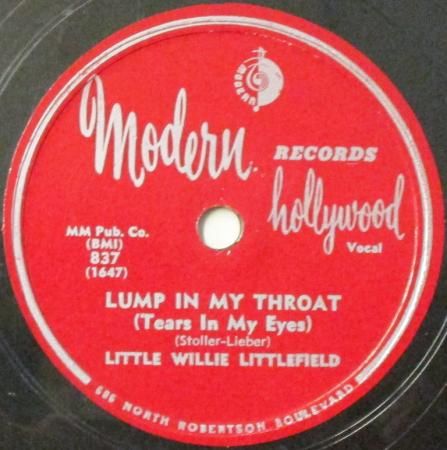 MODERN
Modern RECORDS
hollywood
Vocal
MM Pub. Co.
(BMI)
837
(1647)
LUMP IN MY THROAT
(Tears In My Eyes)
(Stoller-Lieber)
LITTLE WILLIE LITTLEFIELD
686 NORTH ROBERTSON BOULEVARD